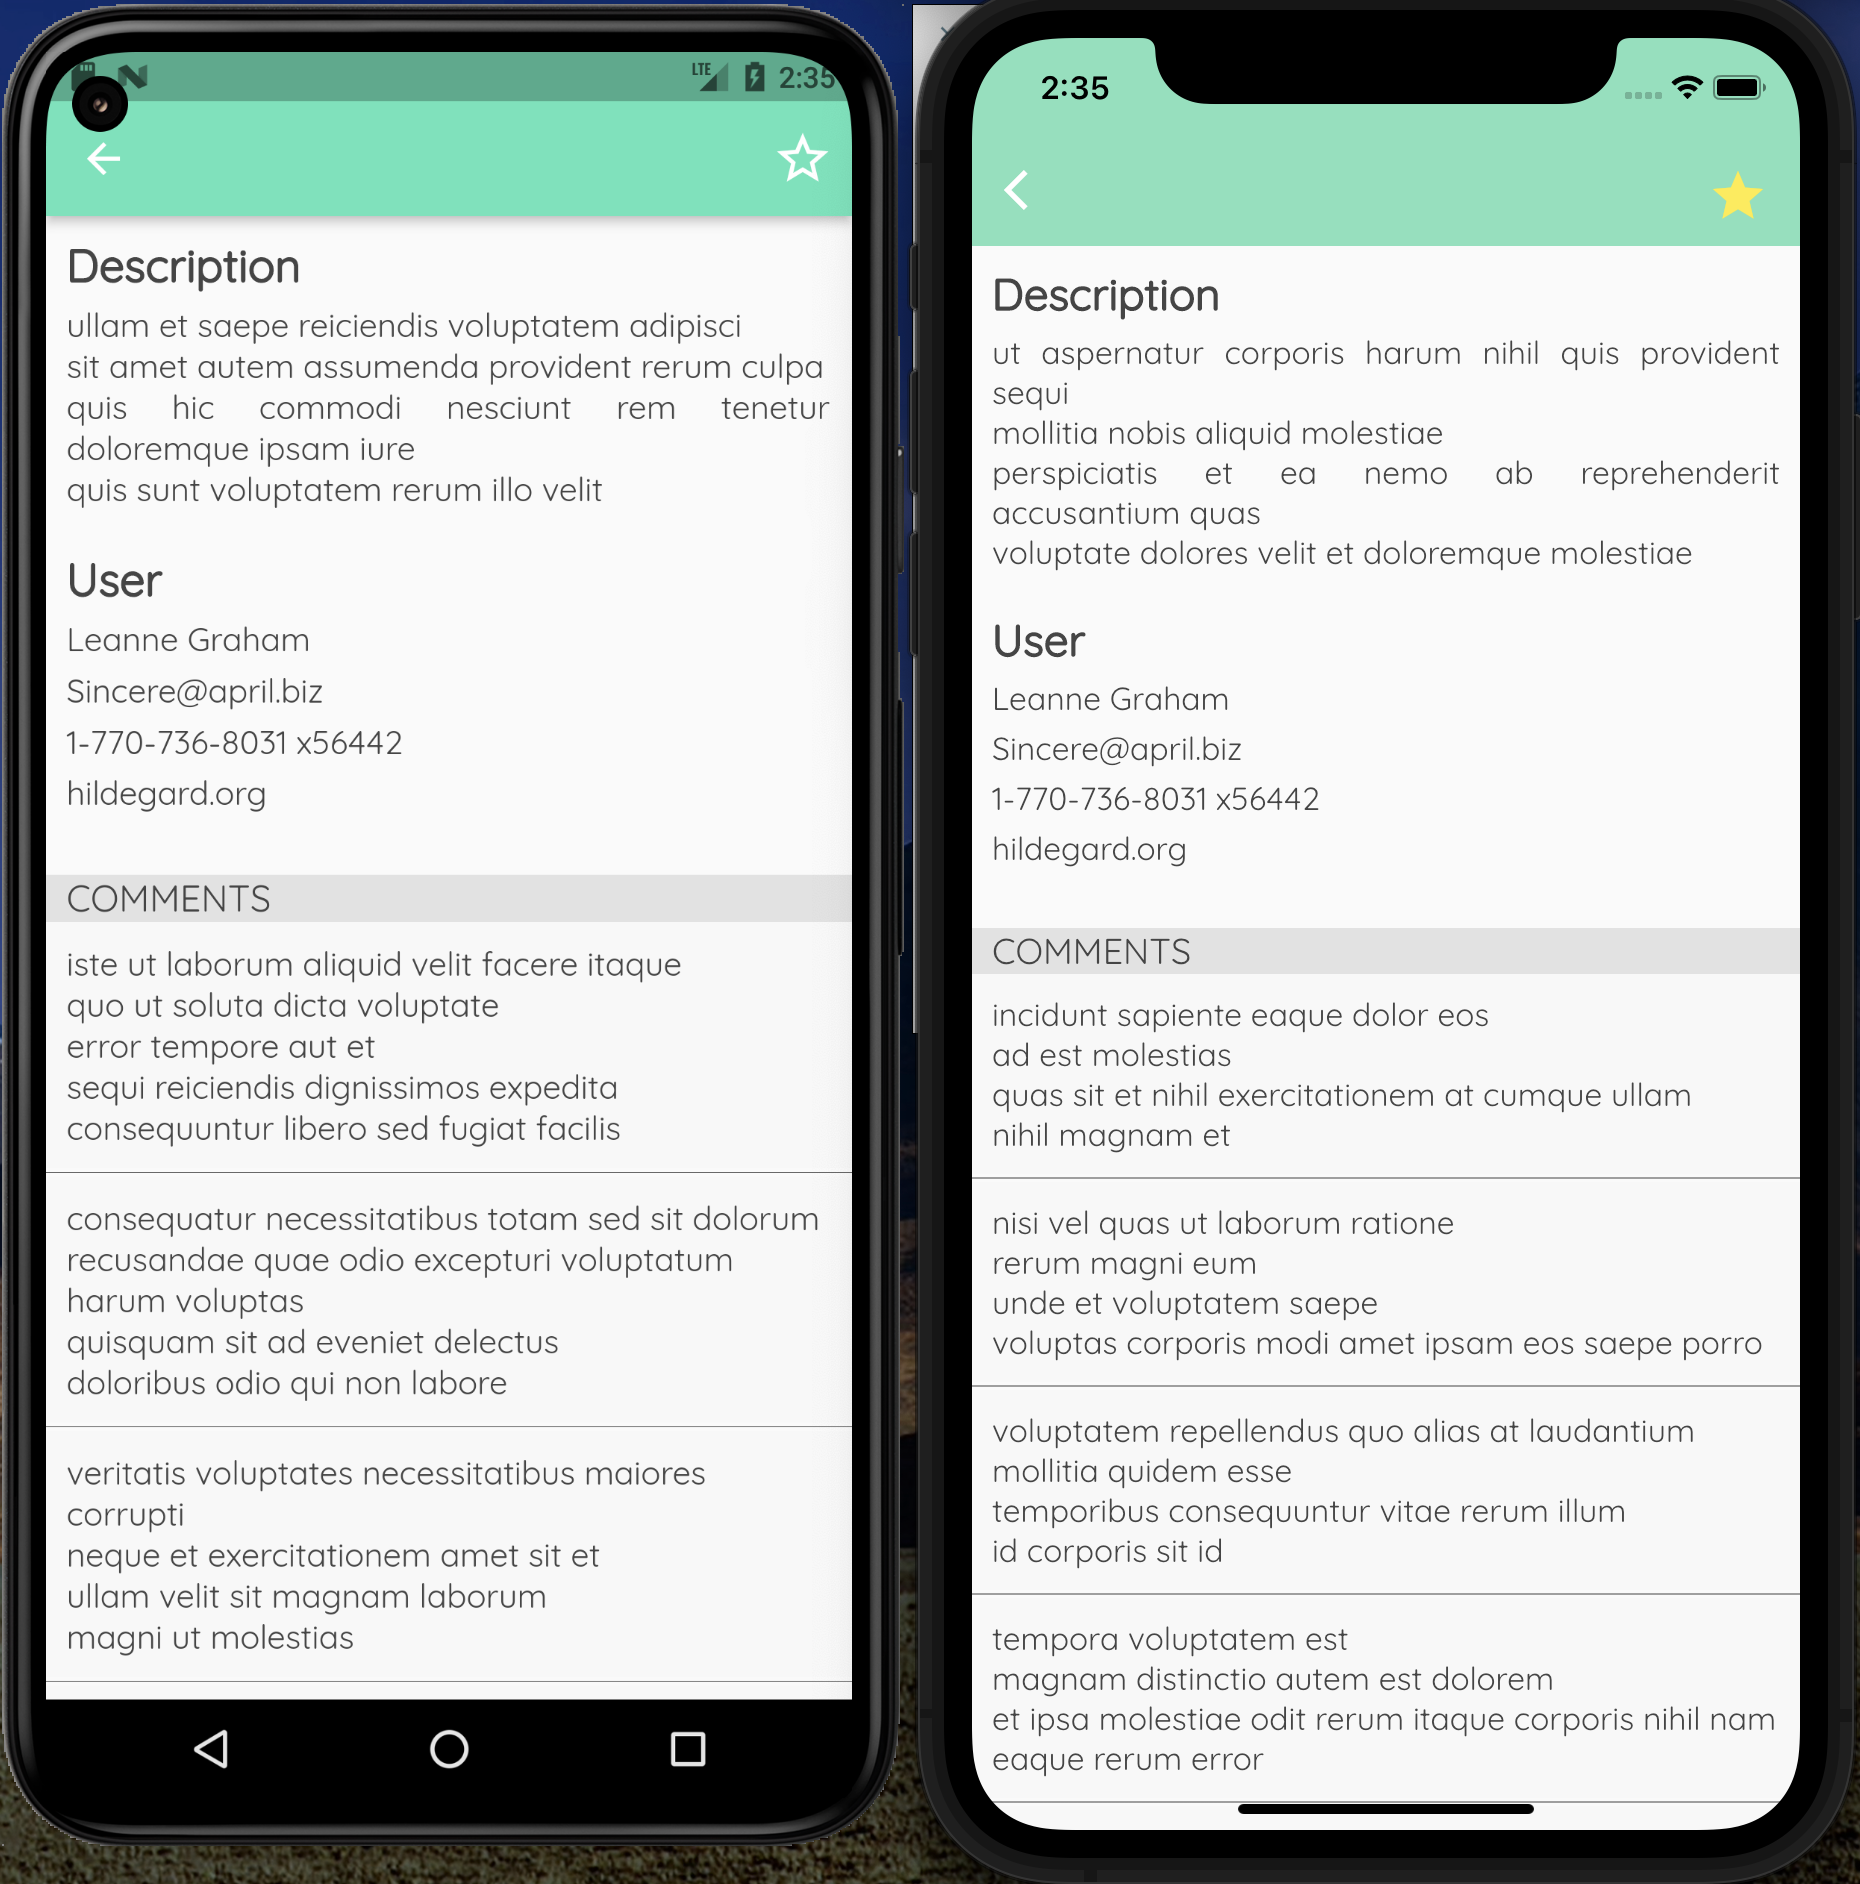 LTE 2:35
Description
ullam et saepe reiciendis voluptatem adipisci
sit amet autem assumenda provident rerum culpa
quis hic commodi nesciunt rem tenetur
doloremque ipsam iure
quis sunt voluptatem rerum illo velit
User
Leanne Graham
Sincere@april.biz
1-770-736-8031 x56442
hildegard.org
COMMENTS
iste ut laborum aliquid velit facere itaque
quo ut soluta dicta voluptate
error tempore aut et
sequi reiciendis dignissimos expedita
consequuntur libero sed fugiat facilis
consequatur necessitatibus totam sed sit dolorum
recusandae quae odio excepturi voluptatum
harum voluptas
quisquam sit ad eveniet delectus
doloribus odio qui non labore
veritatis voluptates necessitatibus maiores
corrupti
neque et exercitationem amet sit et
ullam velit sit magnam laborum
magni ut molestias
2:35
Description
ut aspernatur corporis harum nihil quis provident
sequi
mollitia nobis aliquid molestiae
perspiciatis et ea nemo ab reprehenderit
accusantium quas
voluptate dolores velit et doloremque molestiae
User
Leanne Graham
Sincere@april.biz
1-770-736-8031 x56442
hildegard.org
COMMENTS
incidunt sapiente eaque dolor eos
ad est molestias
quas sit et nihil exercitationem at cumque ullam
nihil magnam et
nisi vel quas ut laborum ratione
rerum magni eum
unde et voluptatem saepe
voluptas corporis modi amet ipsam eos saepe porro
voluptatem repellendus quo alias at laudantium
mollitia quidem esse
temporibus consequuntur vitae rerum illum
id corporis sit id
tempora voluptatem est
magnam distinctio autem est dolorem
et ipsa molestiae odit rerum itaque corporis nihil nam
eaque rerum error